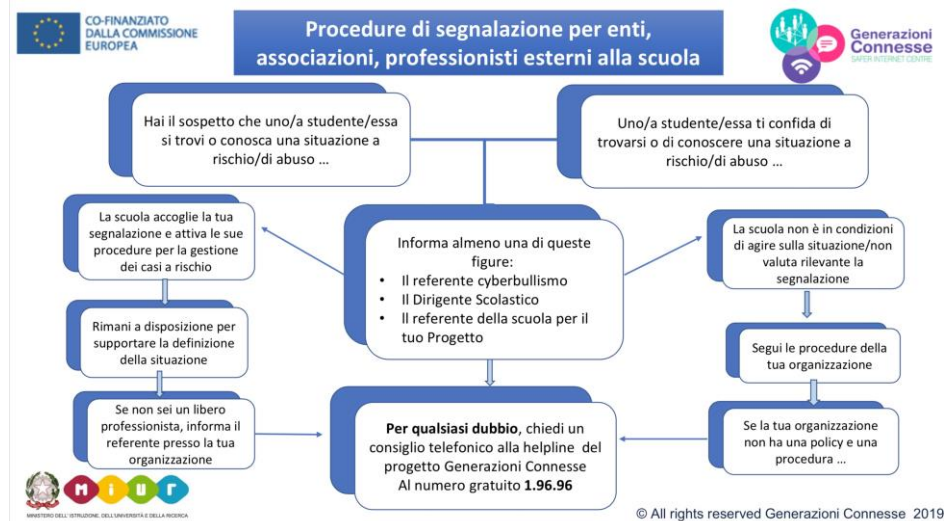 CO-FINANZIATO
DALLA COMMISSIONE
EUROPEA
Procedure di segnalazione per enti,
associazioni, professionisti esterni alla scuola
Generazioni
Connesse
SAFER INTERNET CENTRE
Hai il sospetto che uno/a studente/essa
si trovi o conosca una situazione a
rischio/di abuso ...
Uno/a studente/essa ti confida di
trovarsi o di conoscere una situazione a
rischio/di abuso ...
La scuola accoglie la tua
segnalazione e attiva le sue
procedure per la gestione
dei casi a rischio
Informa almeno una di queste
figure:
• Il referente cyberbullismo
• Il Dirigente Scolastico
• Il referente della scuola per il
tuo Progetto
La scuola non è in condizioni
di agire sulla situazione/non
valuta rilevante la
segnalazione
Rimani a disposizione per
supportare la definizione
della situazione
Segui le procedure della
tua organizzazione
Se non sei un libero
professionista, informa il
referente presso la tua
organizzazione
Per qualsiasi dubbio, chiedi un
consiglio telefonico alla helpline del
progetto Generazioni Connesse
Al numero gratuito 1.96.96
Se la tua organizzazione
non ha una policy e una
procedura ...
miur
MINISTERO DELL'ISTRUZIONE, DELL'UNIVERSITÀ E DELLA RICERCA
© All rights reserved Generazioni Connesse 2019